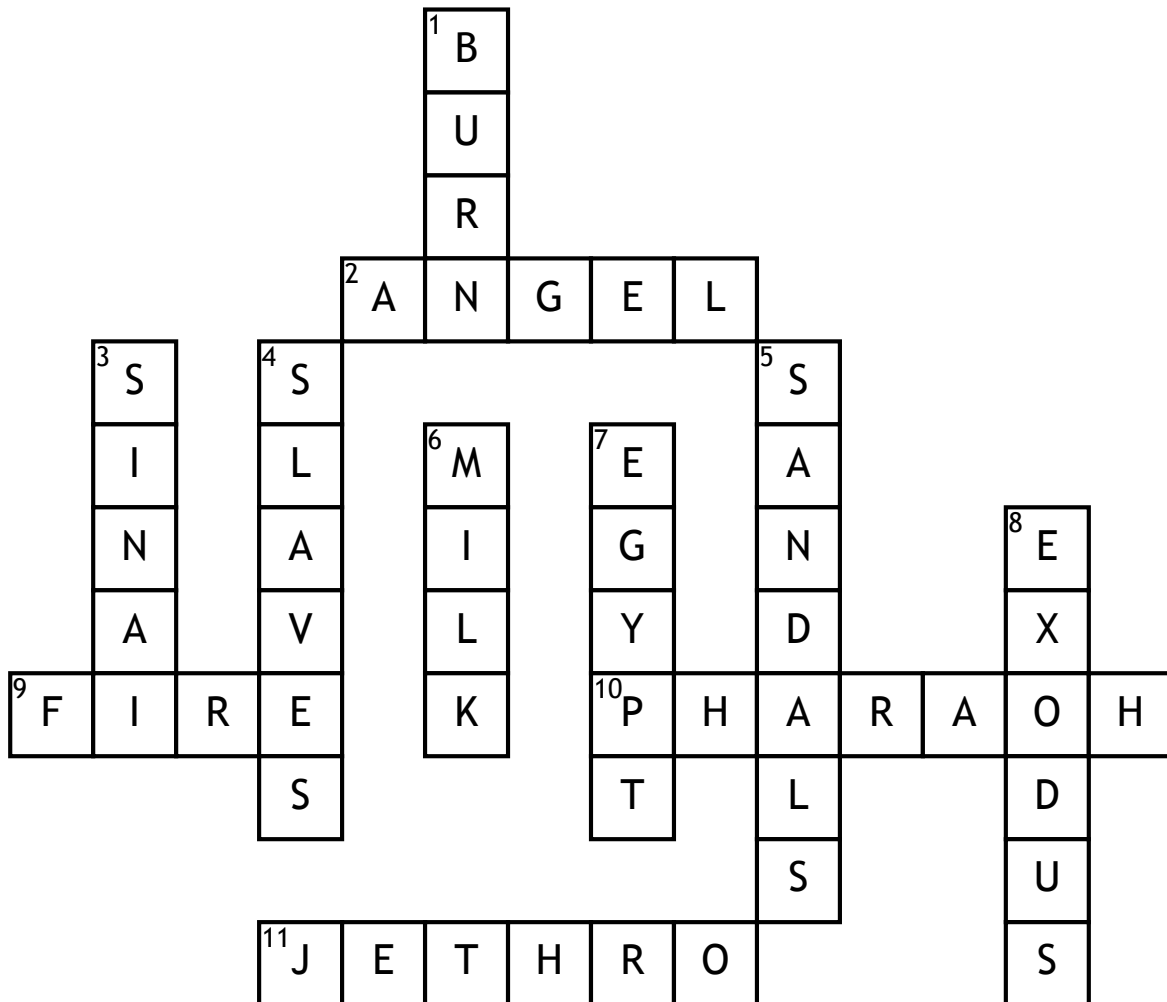 1 B
U
R
2 A N G E L
3 S 4 S 5 S
I L 6 M 7 E A
N A I G N 8 E
A V L Y D X
9 F I R E K 10 P H A R A O H
S T L D
S U
11 J E T H R O S